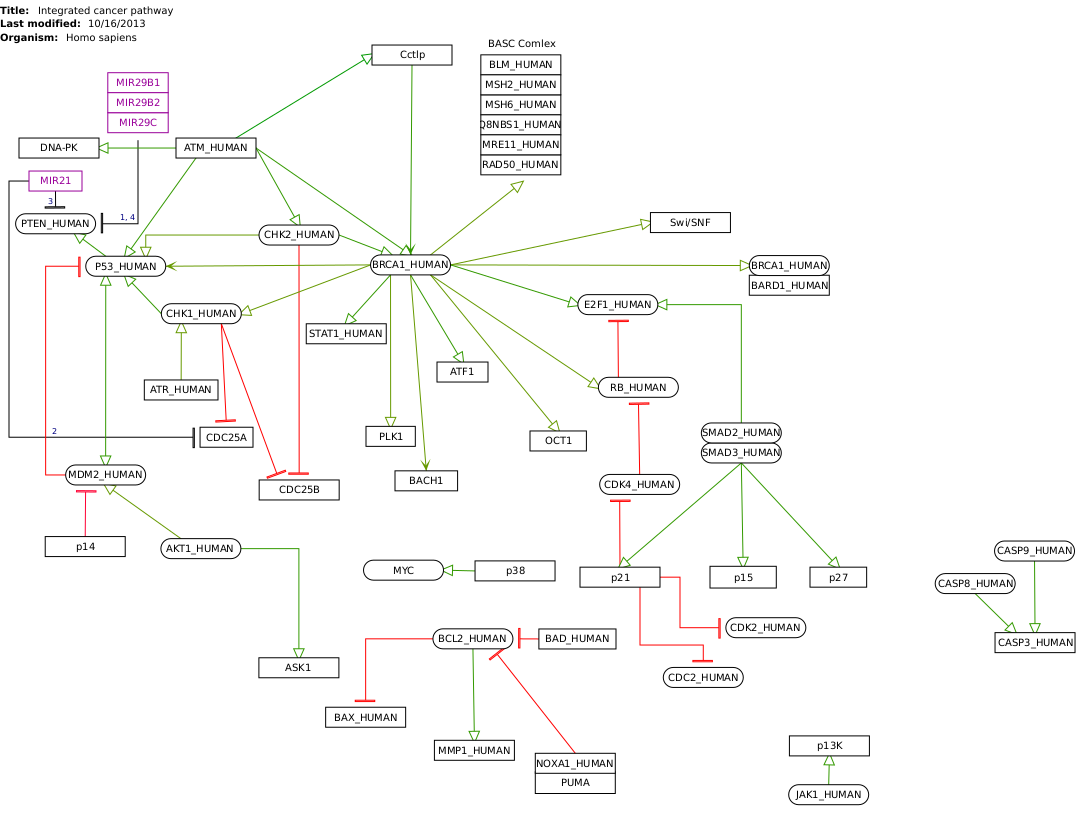 Title: Integrated cancer pathway
Last modified: 10/16/2013
Organism: Homo sapiens
BASC Comlex
CctIp
BLM_HUMAN
MSH2_HUMAN
MSH6_HUMAN
Q8NBS1_HUMAN
MRE11_HUMAN
RAD50_HUMAN
MIR29B1
MIR29B2
MIR29C
DNA-PK
ATM_HUMAN
MIR21
3
1, 4
PTEN_HUMAN
Swi/SNF
CHK2_HUMAN
P53_HUMAN
BRCA1_HUMAN
BRCA1_HUMAN
BARD1_HUMAN
E2F1_HUMAN
CHK1_HUMAN
STAT1_HUMAN
ATF1
ATR_HUMAN
RB_HUMAN
2
CDC25A
PLK1
OCT1
SMAD2_HUMAN
SMAD3_HUMAN
MDM2_HUMAN
BACH1
CDC25B
CDK4_HUMAN
p14
AKT1_HUMAN
MYC
p38
p21
p15
p27
CASP9_HUMAN
CASP8_HUMAN
CASP3_HUMAN
CDK2_HUMAN
BCL2_HUMAN
BAD_HUMAN
ASK1
CDC2_HUMAN
BAX_HUMAN
MMP1_HUMAN
NOXA1_HUMAN
PUMA
p13K
JAK1_HUMAN